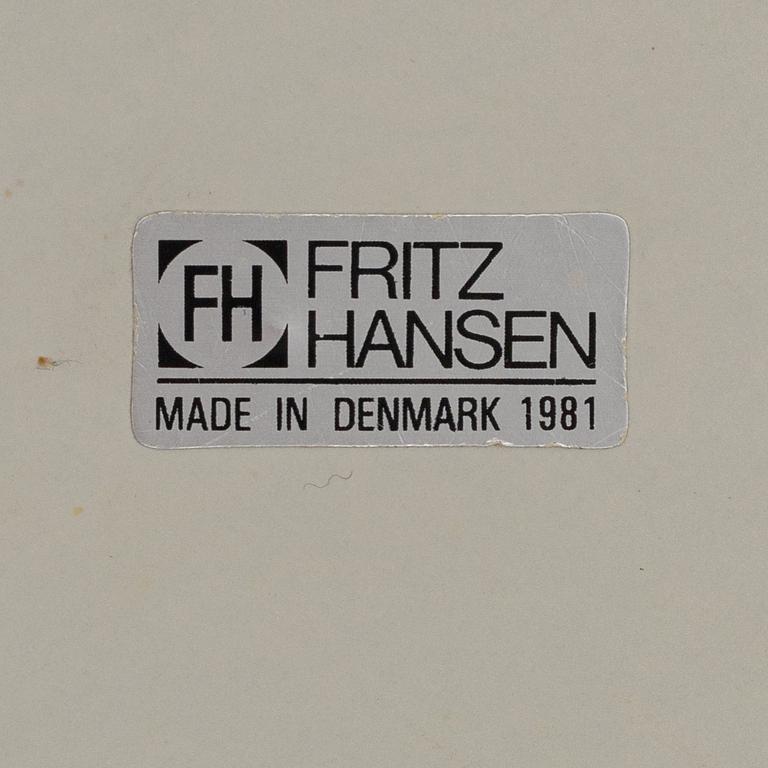 FH FRITZ
HANSEN
MADE IN DENMARK 1981